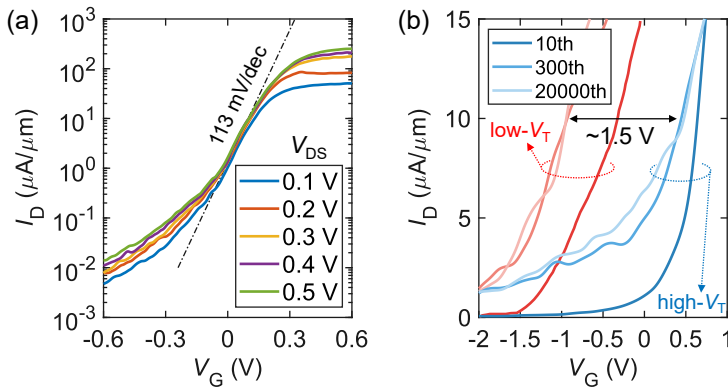 (a)
10³
10²
10¹
10⁰
10⁻¹
10⁻²
10⁻³
I_D (μA/μm)
113 mV/dec
V_DS
0.1 V
0.2 V
0.3 V
0.4 V
0.5 V
-0.6 -0.3 0 0.3 0.6
V_G (V)
(b)
15
10
5
0
I_D (μA/μm)
10th
300th
20000th
low-V_T
~1.5 V
high-V_T
-2 -1.5 -1 -0.5 0 0.5 1
V_G (V)